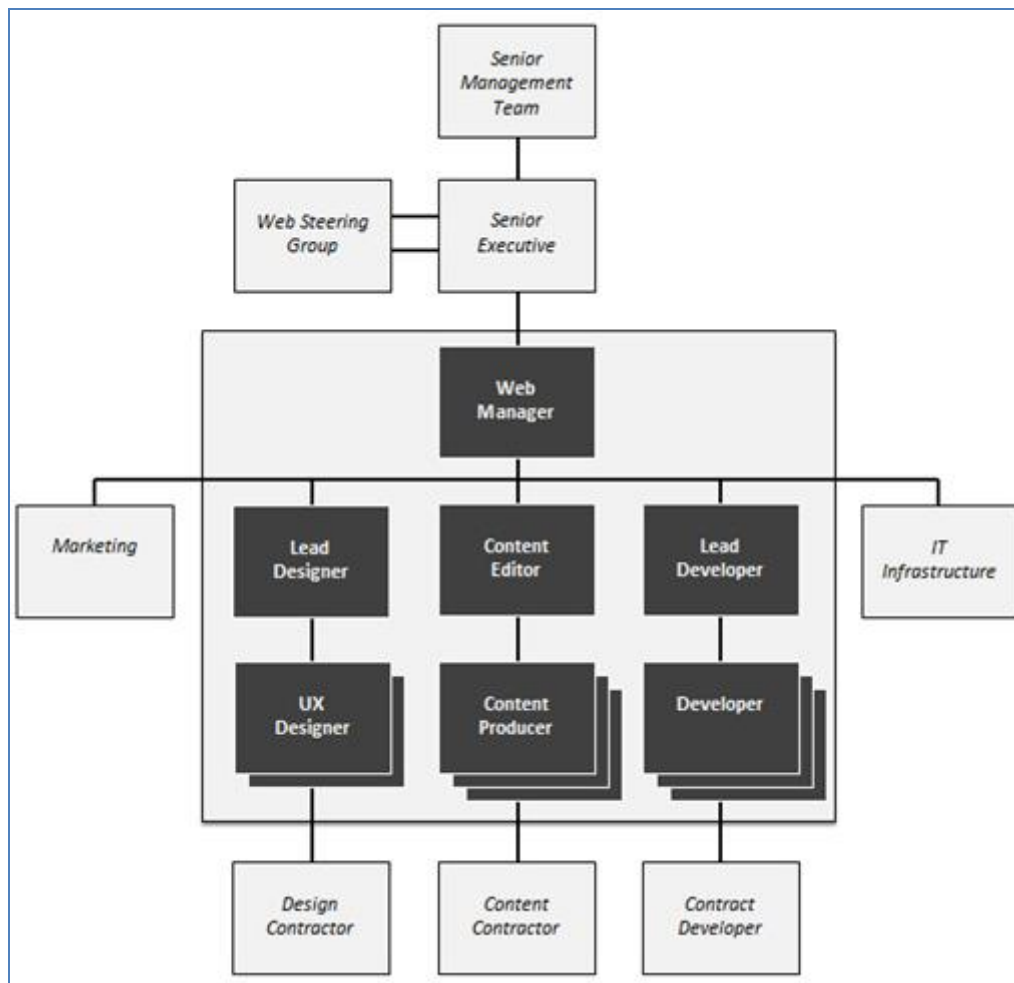 Senior
Management
Team
Web Steering
Group
Senior
Executive
Web
Manager
Marketing
Lead
Designer
Content
Editor
Lead
Developer
IT
Infrastructure
UX
Designer
Content
Producer
Developer
Design
Contractor
Content
Contractor
Contract
Developer